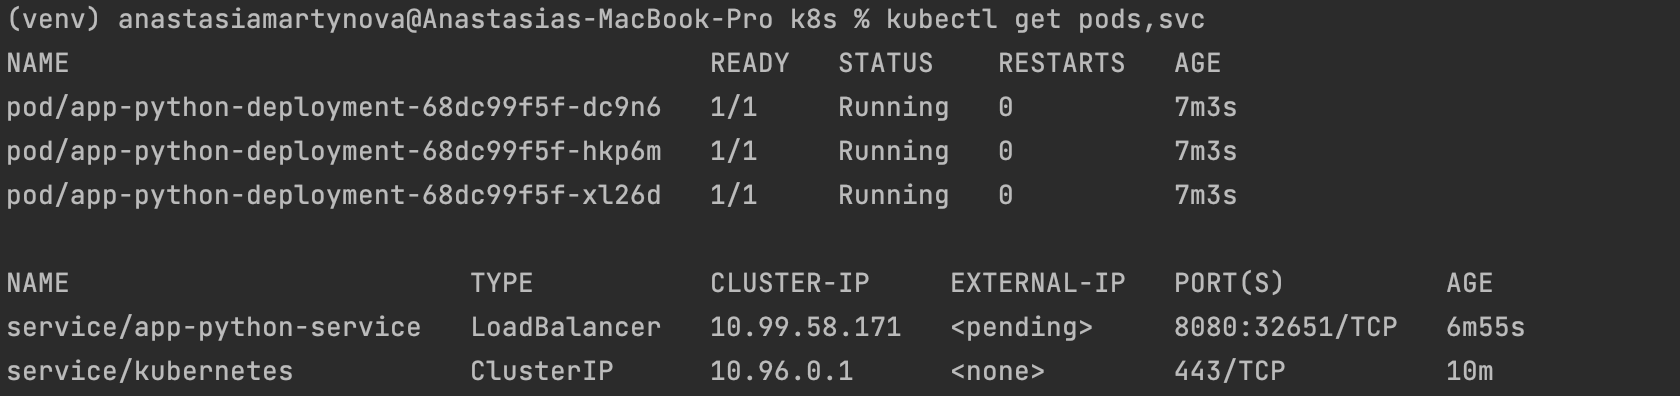 (venv) anastasiamartynova@Anastasias-MacBook-Pro k8s % kubectl get pods,svc
NAME READY STATUS RESTARTS AGE
pod/app-python-deployment-68dc99f5f-dc9n6 1/1 Running 0 7m3s
pod/app-python-deployment-68dc99f5f-hkp6m 1/1 Running 0 7m3s
pod/app-python-deployment-68dc99f5f-xl26d 1/1 Running 0 7m3s
NAME TYPE CLUSTER-IP EXTERNAL-IP PORT(S) AGE
service/app-python-service LoadBalancer 10.99.58.171 <pending> 8080:32651/TCP 6m55s
service/kubernetes ClusterIP 10.96.0.1 <none> 443/TCP 10m